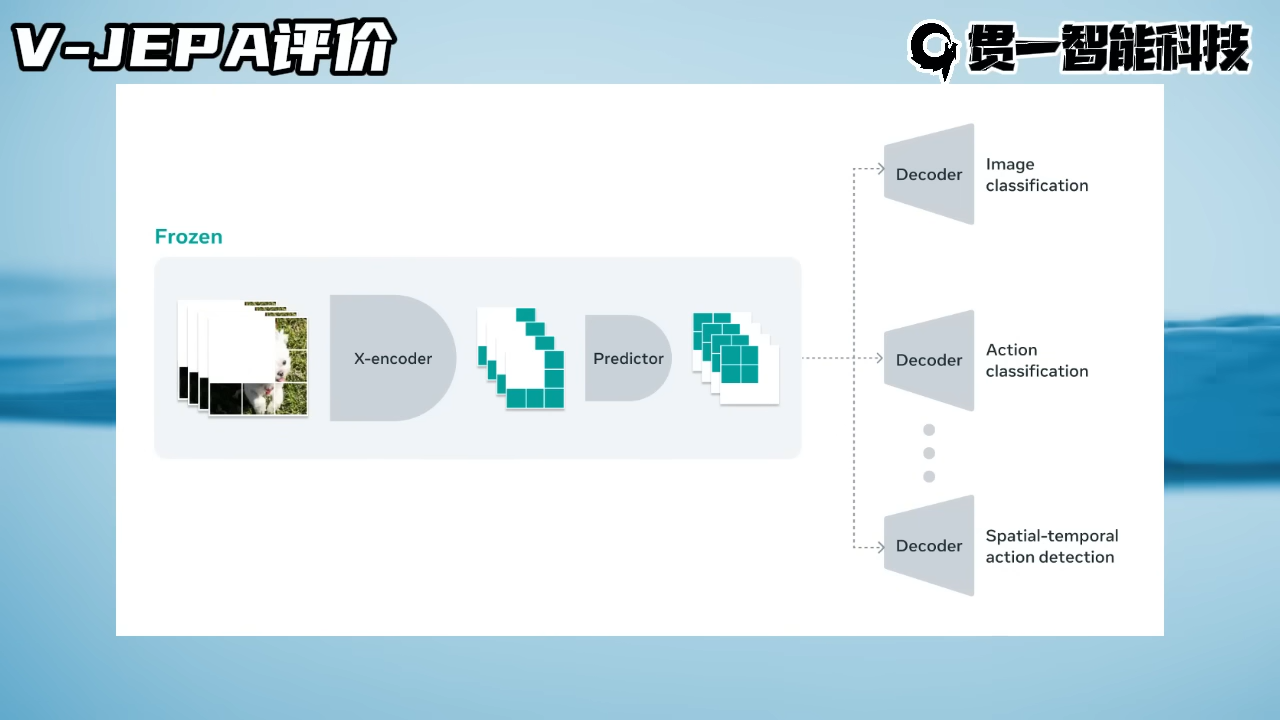 V-JEPA评价
贯一智能科技
Frozen
X-encoder
Predictor
Decoder
Image
classification
Decoder
Action
classification
Decoder
Spatial-temporal
action detection